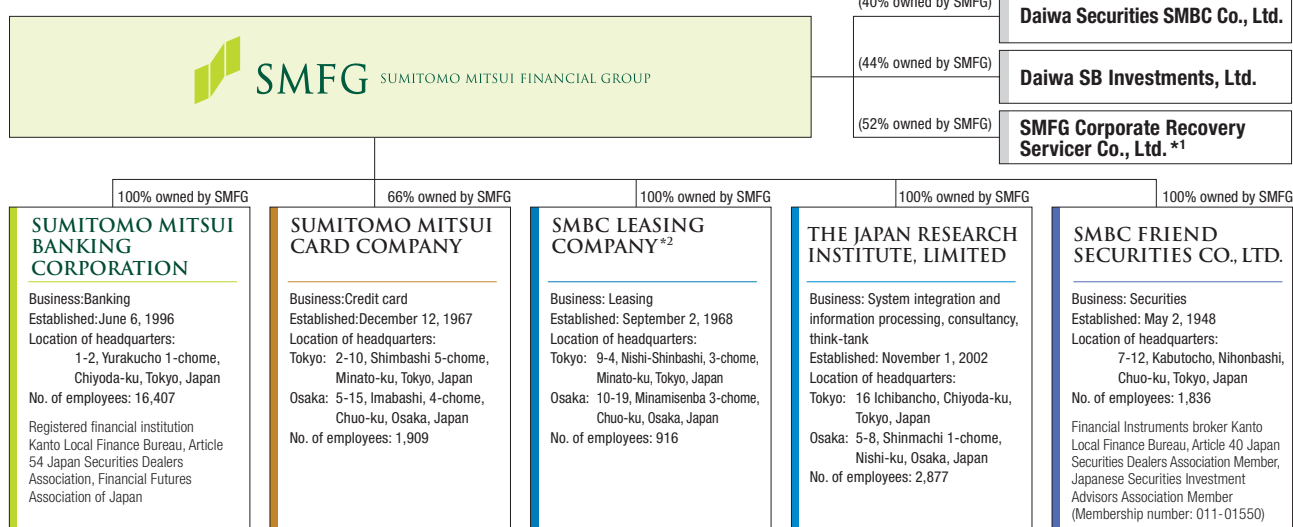 SMFG SUMITOMO MITSUI FINANCIAL GROUP
(40% owned by SMFG)
Daiwa Securities SMBC Co., Ltd.
(44% owned by SMFG)
Daiwa SB Investments, Ltd.
(52% owned by SMFG)
SMFG Corporate Recovery
Servicer Co., Ltd. *1
100% owned by SMFG
SUMITOMO MITSUI
BANKING
CORPORATION
Business:Banking
Established:June 6, 1996
Location of headquarters:
1-2, Yurakucho 1-chome,
Chiyoda-ku, Tokyo, Japan
No. of employees: 16,407
Registered financial institution
Kanto Local Finance Bureau, Article
54 Japan Securities Dealers
Association, Financial Futures
Association of Japan
66% owned by SMFG
SUMITOMO MITSUI
CARD COMPANY
Business:Credit card
Established:December 12, 1967
Location of headquarters:
Tokyo: 2-10, Shimbashi 5-chome,
Minato-ku, Tokyo, Japan
Osaka: 5-15, Imabashi, 4-chome,
Chuo-ku, Osaka, Japan
No. of employees: 1,909
100% owned by SMFG
SMBC LEASING
COMPANY*2
Business: Leasing
Established: September 2, 1968
Location of headquarters:
Tokyo: 9-4, Nishi-Shinbashi, 3-chome,
Minato-ku, Tokyo, Japan
Osaka: 10-19, Minamisenba 3-chome,
Chuo-ku, Osaka, Japan
No. of employees: 916
100% owned by SMFG
THE JAPAN RESEARCH
INSTITUTE, LIMITED
Business: System integration and
information processing, consultancy,
think-tank
Established: November 1, 2002
Location of headquarters:
Tokyo: 16 Ichibancho, Chiyoda-ku,
Tokyo, Japan
Osaka: 5-8, Shinmachi 1-chome,
Nishi-ku, Osaka, Japan
No. of employees: 2,877
100% owned by SMFG
SMBC FRIEND
SECURITIES CO., LTD.
Business: Securities
Established: May 2, 1948
Location of headquarters:
7-12, Kabutocho, Nihonbashi,
Chuo-ku, Tokyo, Japan
No. of employees: 1,836
Financial Instruments broker Kanto
Local Finance Bureau, Article 40 Japan
Securities Dealers Association Member,
Japanese Securities Investment
Advisors Association Member
(Membership number: 011-01550)